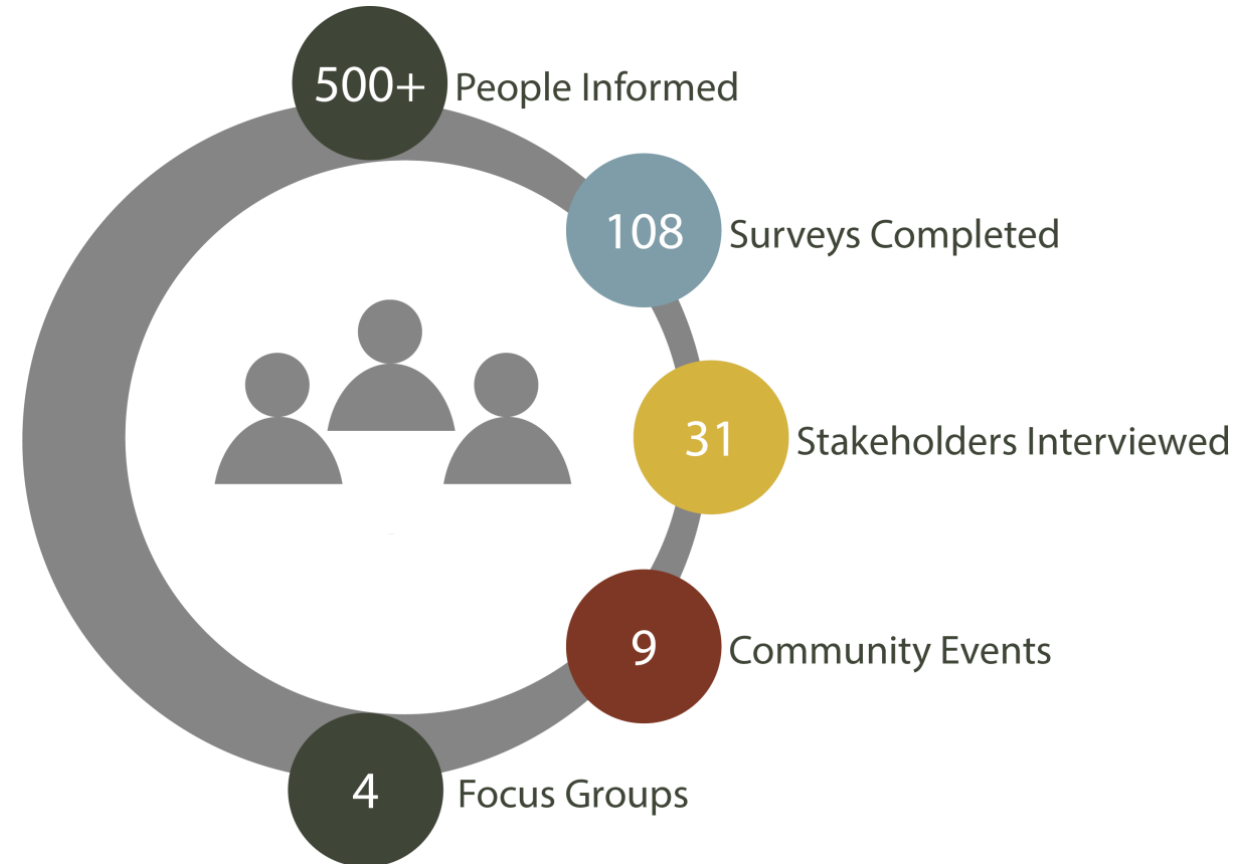 500+ People Informed
108 Surveys Completed
31 Stakeholders Interviewed
9 Community Events
4 Focus Groups